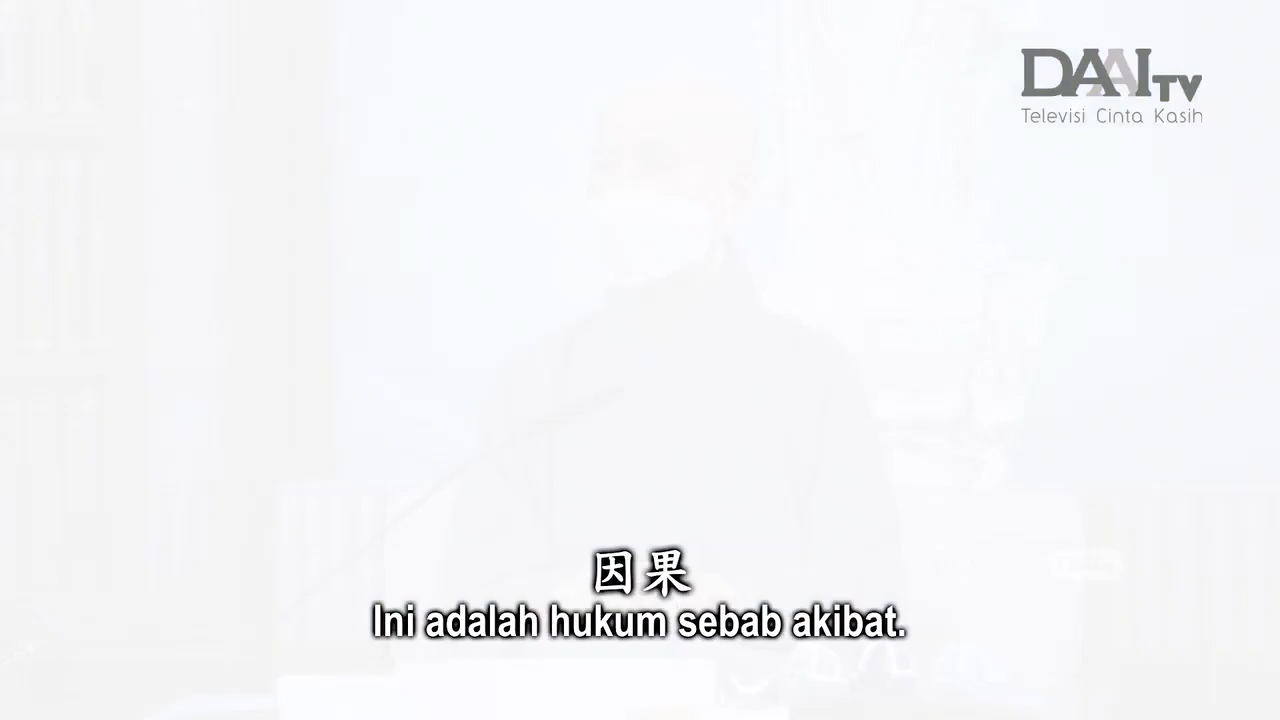 DAAI TV
Televisi Cinta Kasih
因果
Ini adalah hukum sebab akibat.